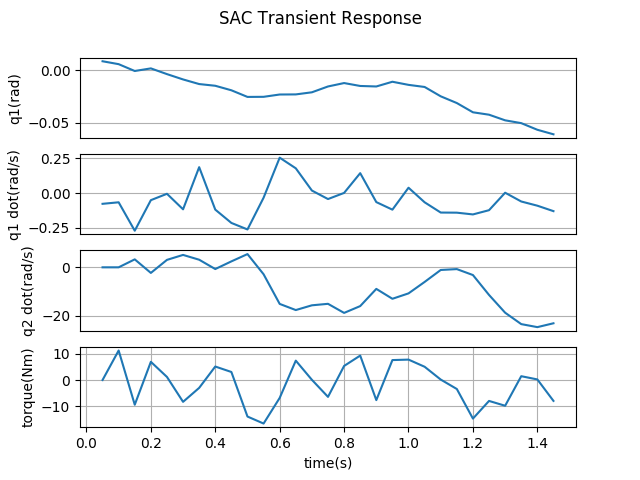 SAC Transient Response
q1(rad)
0.00
−0.05
q1 dot(rad/s)
0.25
0.00
−0.25
q2 dot(rad/s)
0
−20
torque(Nm)
10
0
−10
0.0 0.2 0.4 0.6 0.8 1.0 1.2 1.4
time(s)